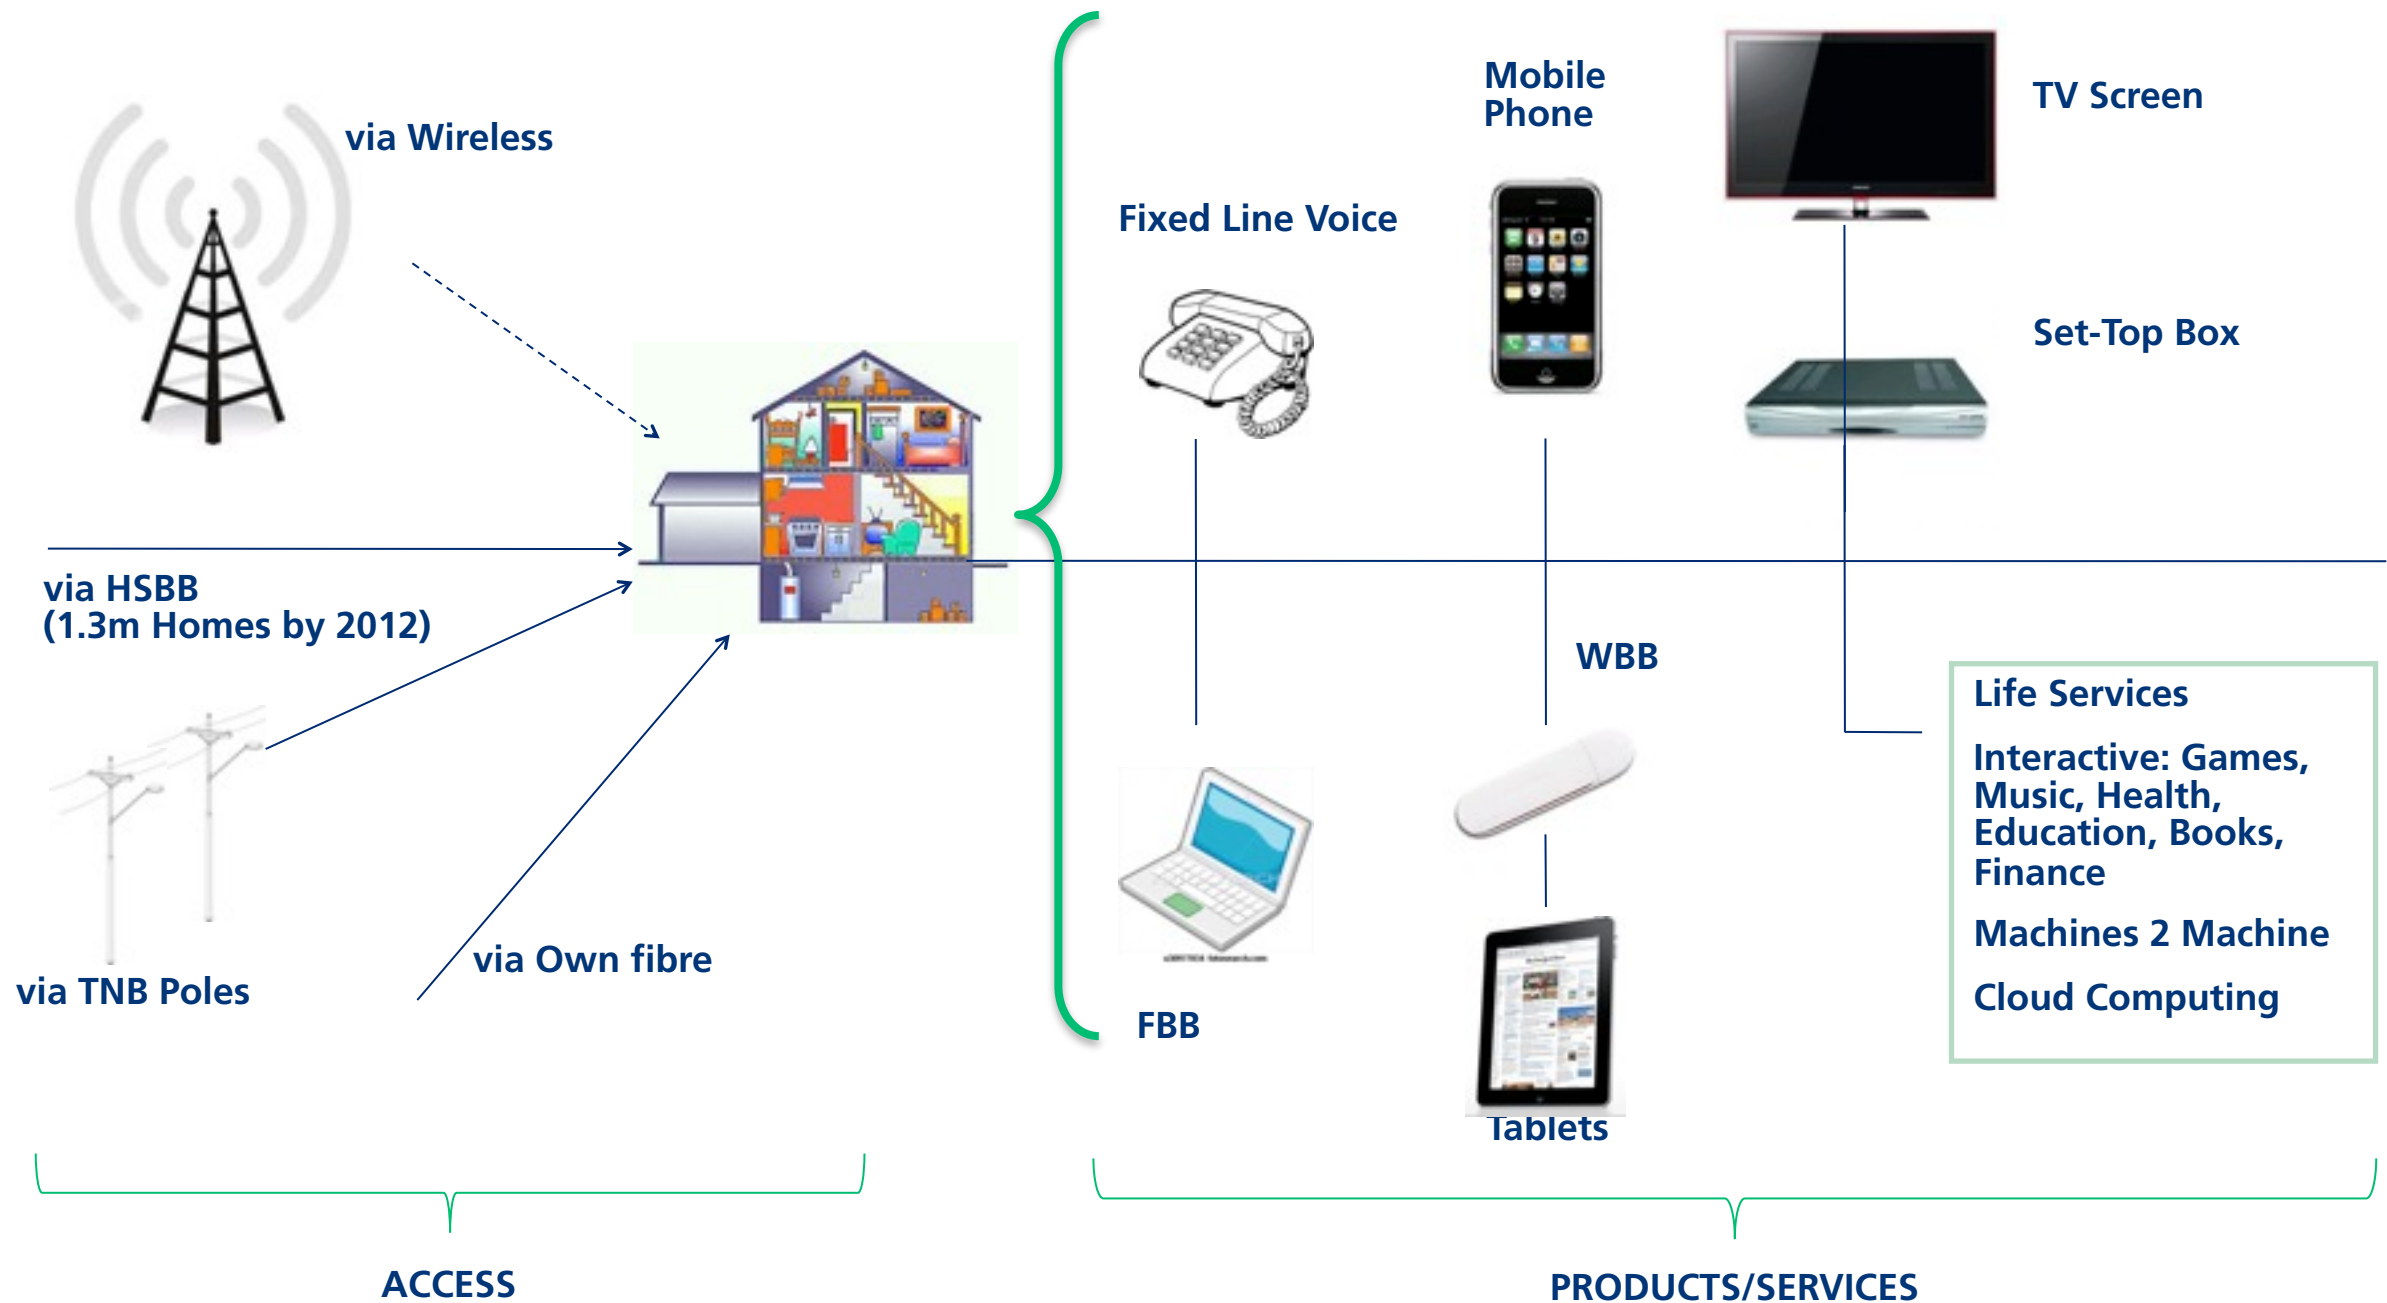 via Wireless
via HSBB
(1.3m Homes by 2012)
via TNB Poles
via Own fibre
ACCESS
Fixed Line Voice
Mobile
Phone
TV Screen
Set-Top Box
FBB
WBB
Tablets
Life Services
Interactive: Games,
Music, Health,
Education, Books,
Finance
Machines 2 Machine
Cloud Computing
PRODUCTS/SERVICES